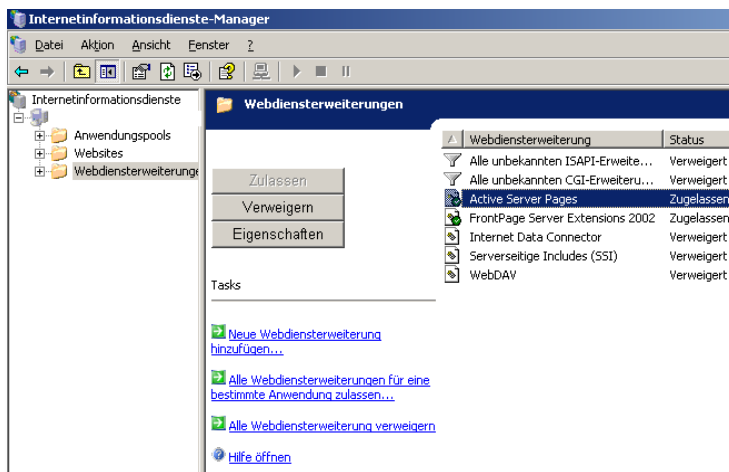 Internetinformationsdienste-Manager
Datei Aktion Ansicht Fenster ?
Internetinformationsdienste
Anwendungspools
Websites
Webdiensterweiterunge
Webdiensterweiterungen
Zulassen
Verweigern
Eigenschaften
Tasks
Neue Webdiensterweiterung
hinzufügen...
Alle Webdiensterweiterungen für eine
bestimmte Anwendung zulassen...
Alle Webdiensterweiterung verweigern
Hilfe öffnen
Webdiensterweiterung Status
Alle unbekannten ISAPI-Erweite... Verweigert
Alle unbekannten CGI-Erweiteru... Verweigert
Active Server Pages Zugelassen
FrontPage Server Extensions 2002 Zugelassen
Internet Data Connector Verweigert
Serverseitige Includes (SSI) Verweigert
WebDAV Verweigert